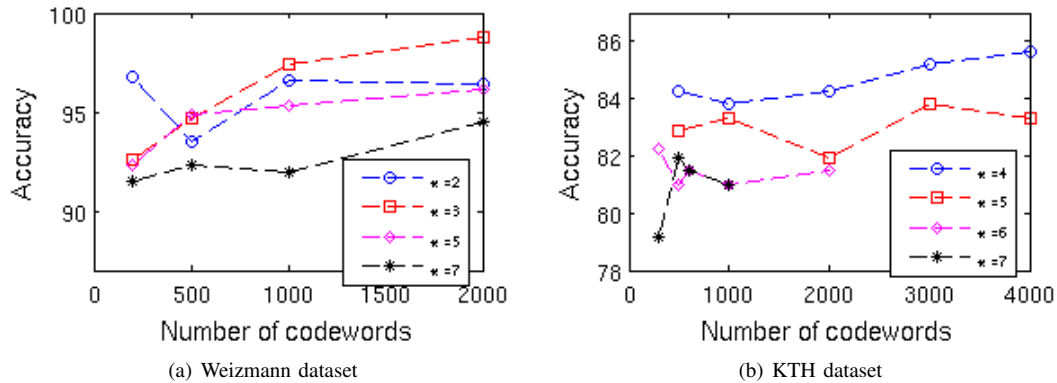 100
95
90
0 500 1000 1500 2000
Accuracy
Number of codewords
κ =2
κ =3
κ =5
κ =7
(a) Weizmann dataset
86
84
82
80
78
0 1000 2000 3000 4000
Accuracy
Number of codewords
κ =4
κ =5
κ =6
κ =7
(b) KTH dataset